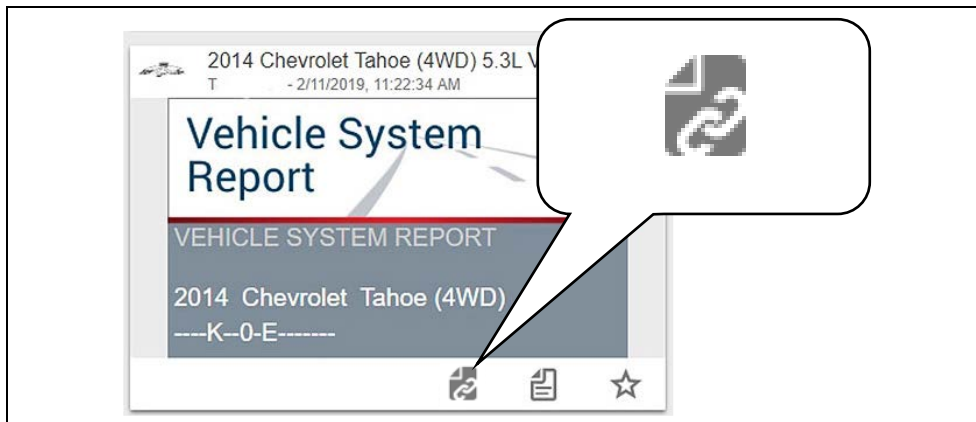 2014 Chevrolet Tahoe (4WD) 5.3L V
T - 2/11/2019, 11:22:34 AM
Vehicle System
Report
VEHICLE SYSTEM REPORT
2014 Chevrolet Tahoe (4WD)
----K--0-E-------